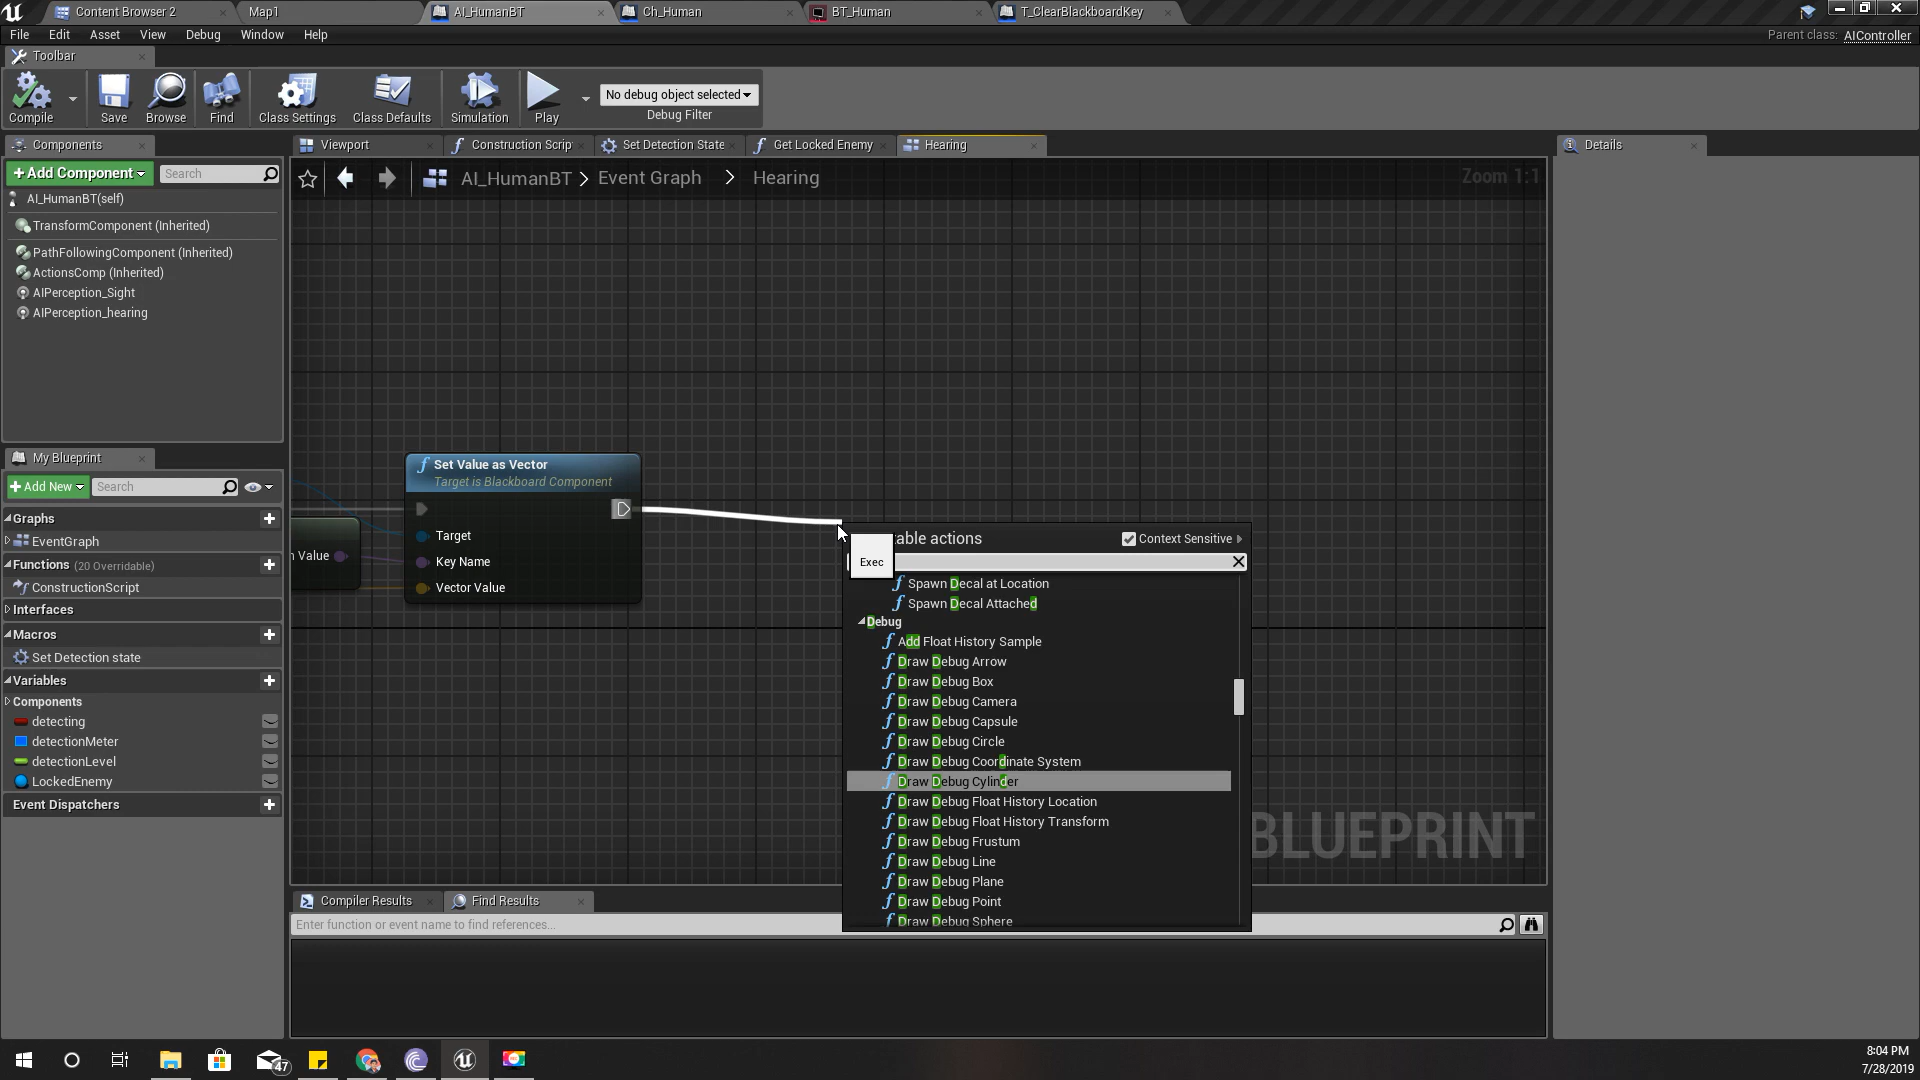 Content Browser 2
Map1
AI_HumanBT
Ch_Human
BT_Human
T_ClearBlackboardKey
File Edit Asset View Debug Window Help
Parent class: AIController
Toolbar
Compile
Save
Browse
Find
Class Settings
Class Defaults
Simulation
Play
No debug object selected
Debug Filter
Components
+Add Component
Search
AI_HumanBT(self)
TransformComponent (Inherited)
PathFollowingComponent (Inherited)
ActionsComp (Inherited)
AIPerception_Sight
AIPerception_hearing
My Blueprint
+Add New
Search
Graphs
EventGraph
Functions (20 Overridable)
ConstructionScript
Interfaces
Macros
Set Detection state
Variables
Components
detecting
detectionMeter
detectionLevel
LockedEnemy
Event Dispatchers
Viewport
Construction Scrip
Set Detection State
Get Locked Enemy
Hearing
AI_HumanBT > Event Graph > Hearing
Zoom 1:1
n Value
Set Value as Vector
Target is Blackboard Component
Target
Key Name
Vector Value
table actions
Context Sensitive
Exec
Spawn Decal at Location
Spawn Decal Attached
Debug
Add Float History Sample
Draw Debug Arrow
Draw Debug Box
Draw Debug Camera
Draw Debug Capsule
Draw Debug Circle
Draw Debug Coordinate System
Draw Debug Cylinder
Draw Debug Float History Location
Draw Debug Float History Transform
Draw Debug Frustum
Draw Debug Line
Draw Debug Plane
Draw Debug Point
Draw Debug Sphere
BLUEPRINT
Compiler Results
Find Results
Enter function or event name to find references...
Details
47
8:04 PM
7/28/2019